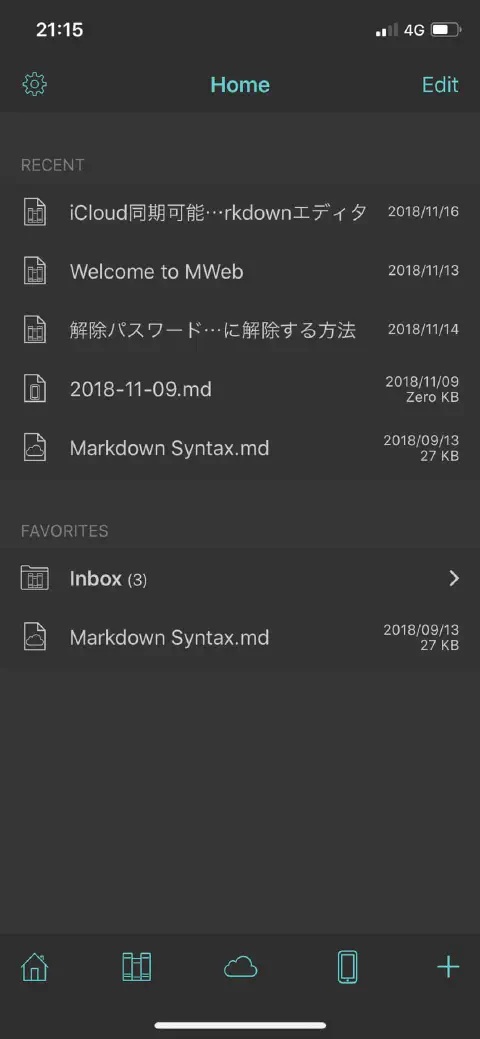 21:15
4G
Home
Edit
RECENT
iCloud同期可能…rkdownエディタ
2018/11/16
Welcome to MWeb
2018/11/13
解除パスワード…に解除する方法
2018/11/14
2018-11-09.md
2018/11/09
Zero KB
Markdown Syntax.md
2018/09/13
27 KB
FAVORITES
Inbox (3)
Markdown Syntax.md
2018/09/13
27 KB